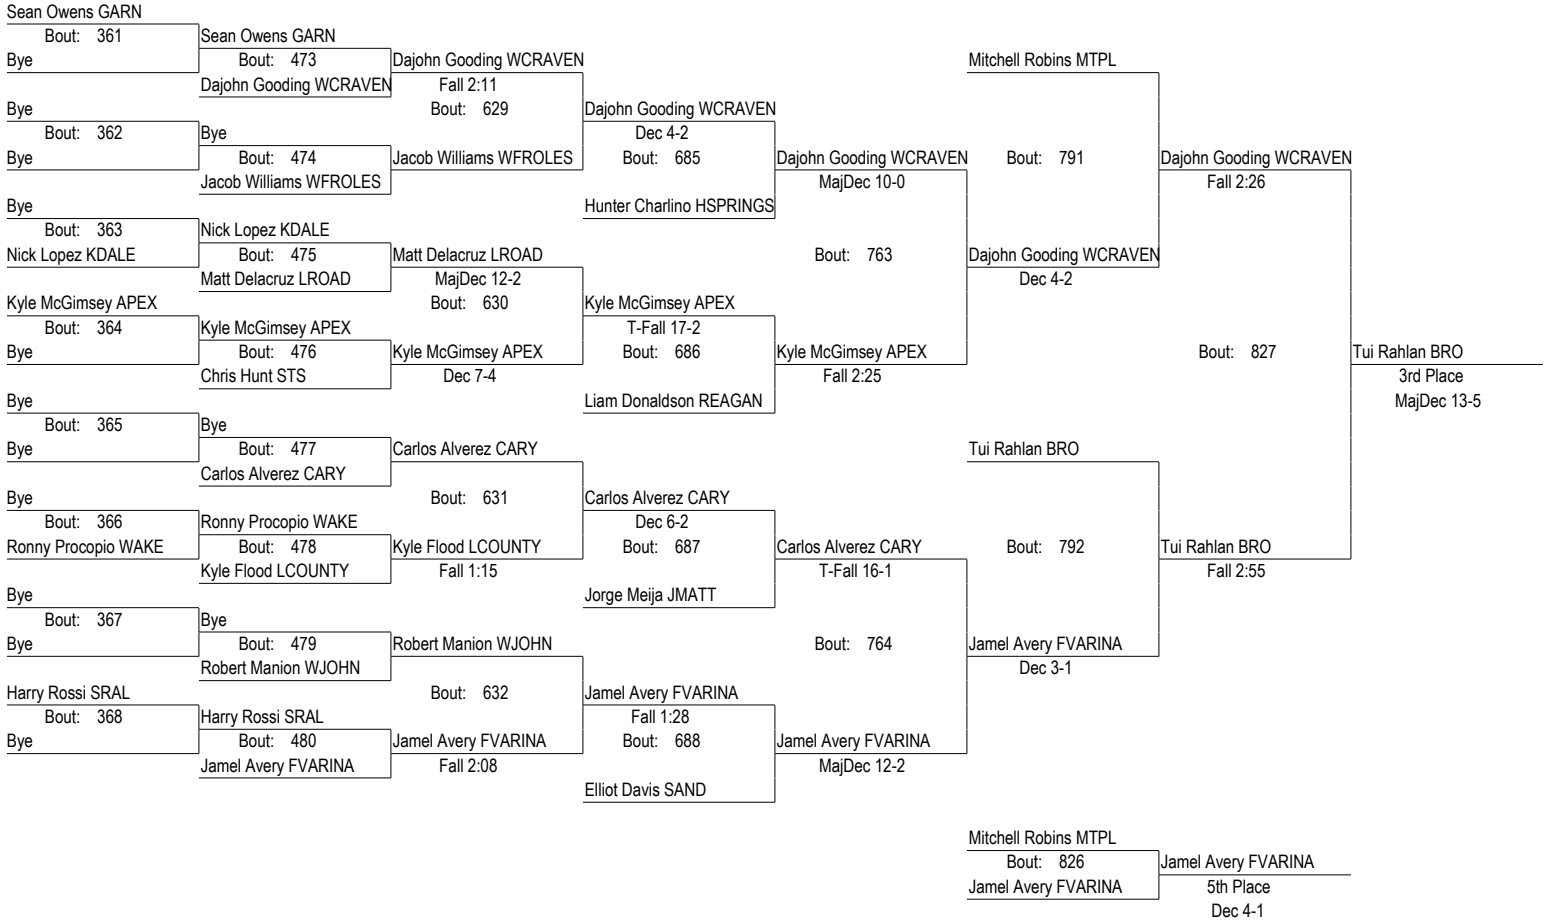 Sean Owens GARN
Bout: 361
Bye
Bye
Bout: 362
Bye
Bye
Bout: 363
Nick Lopez KDALE
Kyle McGimsey APEX
Bout: 364
Bye
Bye
Bout: 365
Bye
Bye
Bout: 366
Ronny Procopio WAKE
Bye
Bout: 367
Bye
Harry Rossi SRAL
Bout: 368
Bye
Sean Owens GARN
Bout: 473
Dajohn Gooding WCRAVEN
Bye
Bout: 474
Jacob Williams WFROLES
Nick Lopez KDALE
Bout: 475
Matt Delacruz LROAD
Kyle McGimsey APEX
Bout: 476
Chris Hunt STS
Bye
Bout: 477
Carlos Alverez CARY
Ronny Procopio WAKE
Bout: 478
Kyle Flood LCOUNTY
Bye
Bout: 479
Robert Manion WJOHN
Harry Rossi SRAL
Bout: 480
Jamel Avery FVARINA
Dajohn Gooding WCRAVEN
Fall 2:11
Bout: 629
Jacob Williams WFROLES
Matt Delacruz LROAD
MajDec 12-2
Bout: 630
Kyle McGimsey APEX
Dec 7-4
Carlos Alverez CARY
Bout: 631
Kyle Flood LCOUNTY
Fall 1:15
Robert Manion WJOHN
Bout: 632
Jamel Avery FVARINA
Fall 2:08
Dajohn Gooding WCRAVEN
Dec 4-2
Bout: 685
Hunter Charlino HSPRINGS
Kyle McGimsey APEX
T-Fall 17-2
Bout: 686
Liam Donaldson REAGAN
Carlos Alverez CARY
Dec 6-2
Bout: 687
Jorge Meija JMATT
Jamel Avery FVARINA
Fall 1:28
Bout: 688
Elliot Davis SAND
Dajohn Gooding WCRAVEN
MajDec 10-0
Bout: 763
Kyle McGimsey APEX
Fall 2:25
Carlos Alverez CARY
T-Fall 16-1
Bout: 764
Jamel Avery FVARINA
MajDec 12-2
Mitchell Robins MTPL
Bout: 791
Dajohn Gooding WCRAVEN
Dec 4-2
Tui Rahlan BRO
Bout: 792
Jamel Avery FVARINA
Dec 3-1
Dajohn Gooding WCRAVEN
Fall 2:26
Bout: 827
Tui Rahlan BRO
Fall 2:55
Tui Rahlan BRO
3rd Place
MajDec 13-5
Mitchell Robins MTPL
Bout: 826
Jamel Avery FVARINA
Jamel Avery FVARINA
5th Place
Dec 4-1